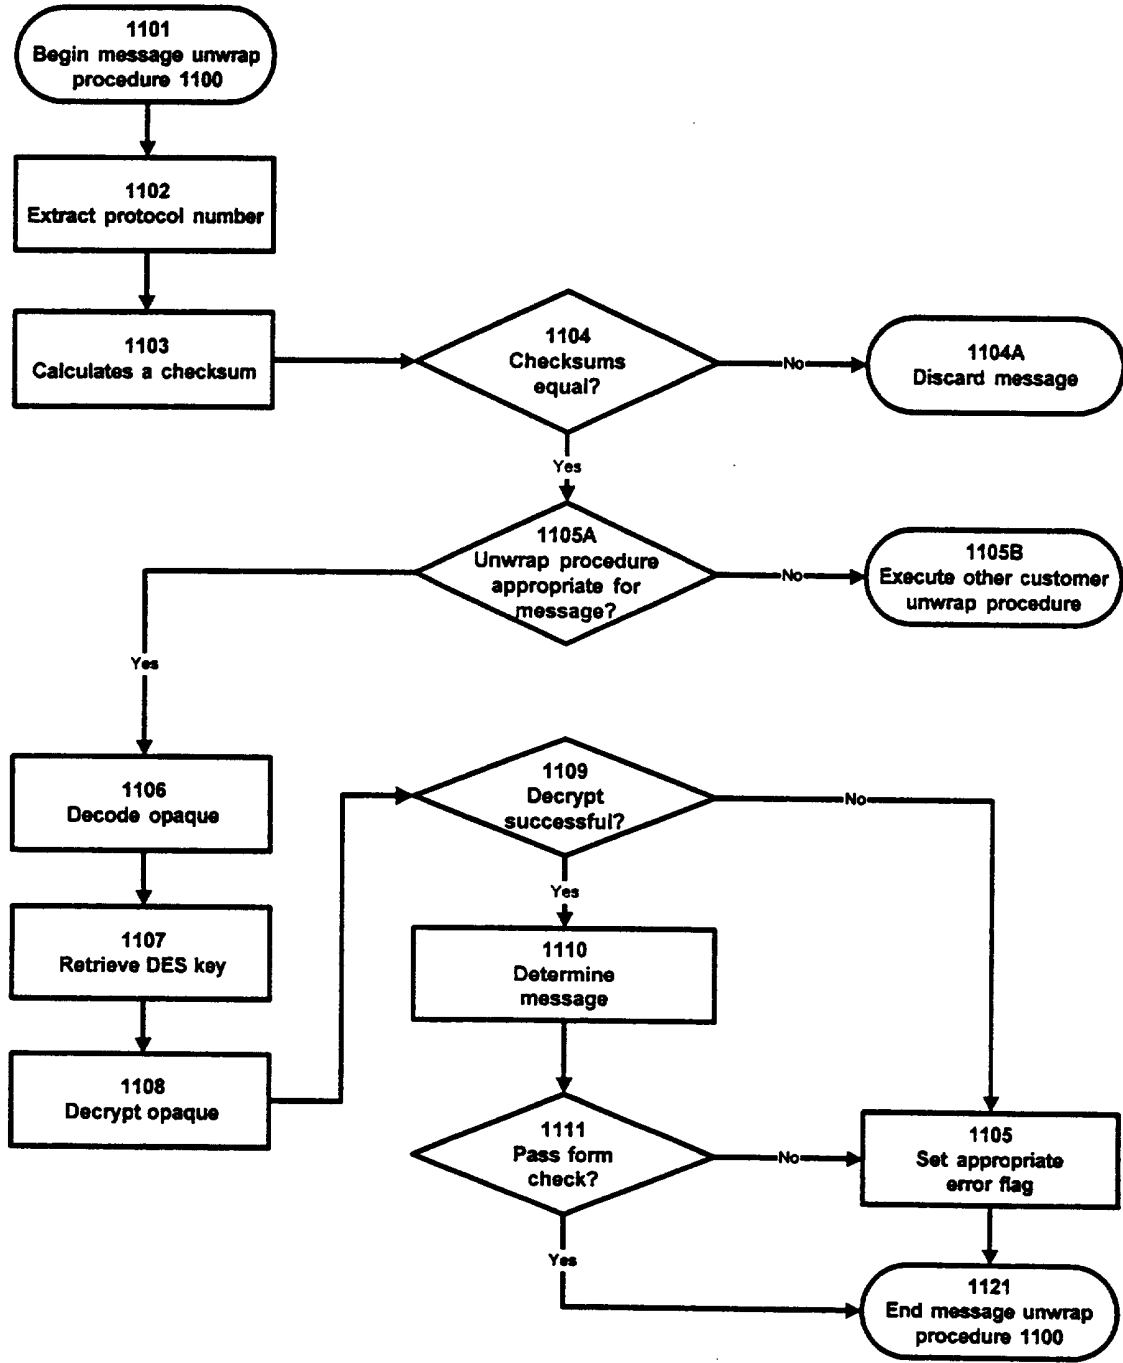 1101
Begin message unwrap
procedure 1100
1102
Extract protocol number
1103
Calculates a checksum
1104
Checksums
equal?
No
1104A
Discard message
Yes
1105A
Unwrap procedure
appropriate for
message?
No
1105B
Execute other customer
unwrap procedure
Yes
1106
Decode opaque
1107
Retrieve DES key
1108
Decrypt opaque
1109
Decrypt
successful?
No
Yes
1110
Determine
message
1111
Pass form
check?
No
1105
Set appropriate
error flag
Yes
1121
End message unwrap
procedure 1100